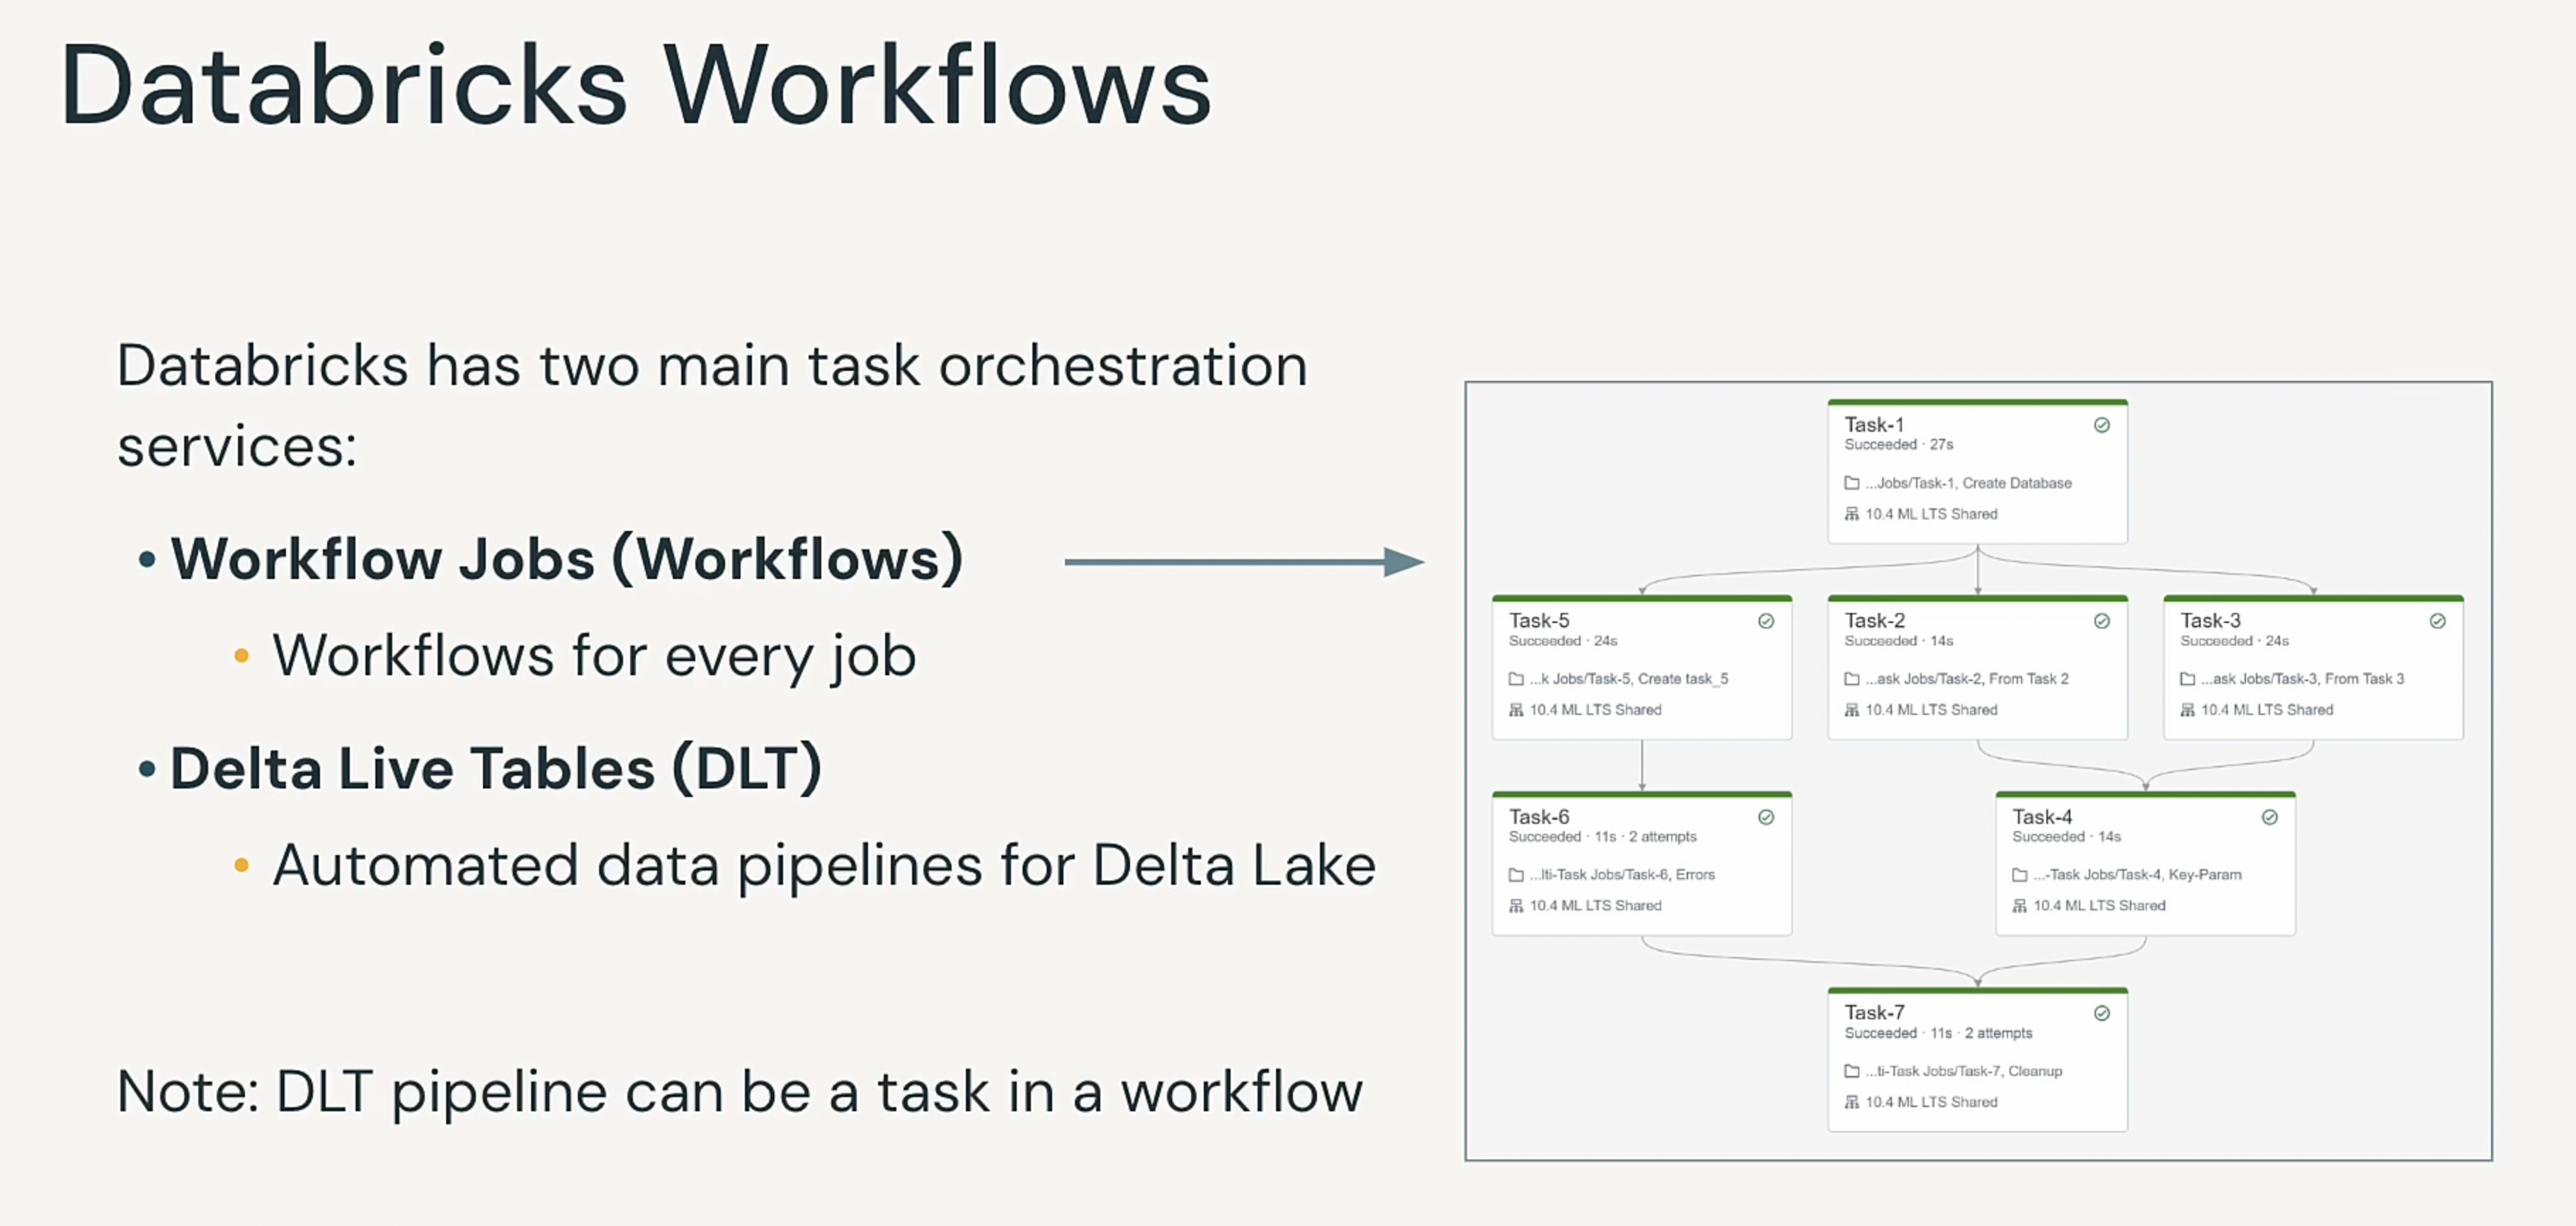 Databricks Workflows
Databricks has two main task orchestration
services:
• Workflow Jobs (Workflows)
• Workflows for every job
• Delta Live Tables (DLT)
• Automated data pipelines for Delta Lake
Note: DLT pipeline can be a task in a workflow
Task-1
Succeeded · 27s
...Jobs/Task-1, Create Database
10.4 ML LTS Shared
Task-5
Succeeded · 24s
...k Jobs/Task-5, Create task_5
10.4 ML LTS Shared
Task-2
Succeeded · 14s
...ask Jobs/Task-2, From Task 2
10.4 ML LTS Shared
Task-3
Succeeded · 24s
...ask Jobs/Task-3, From Task 3
10.4 ML LTS Shared
Task-6
Succeeded · 11s · 2 attempts
...lti-Task Jobs/Task-6, Errors
10.4 ML LTS Shared
Task-4
Succeeded · 14s
...-Task Jobs/Task-4, Key-Param
10.4 ML LTS Shared
Task-7
Succeeded · 11s · 2 attempts
...ti-Task Jobs/Task-7, Cleanup
10.4 ML LTS Shared